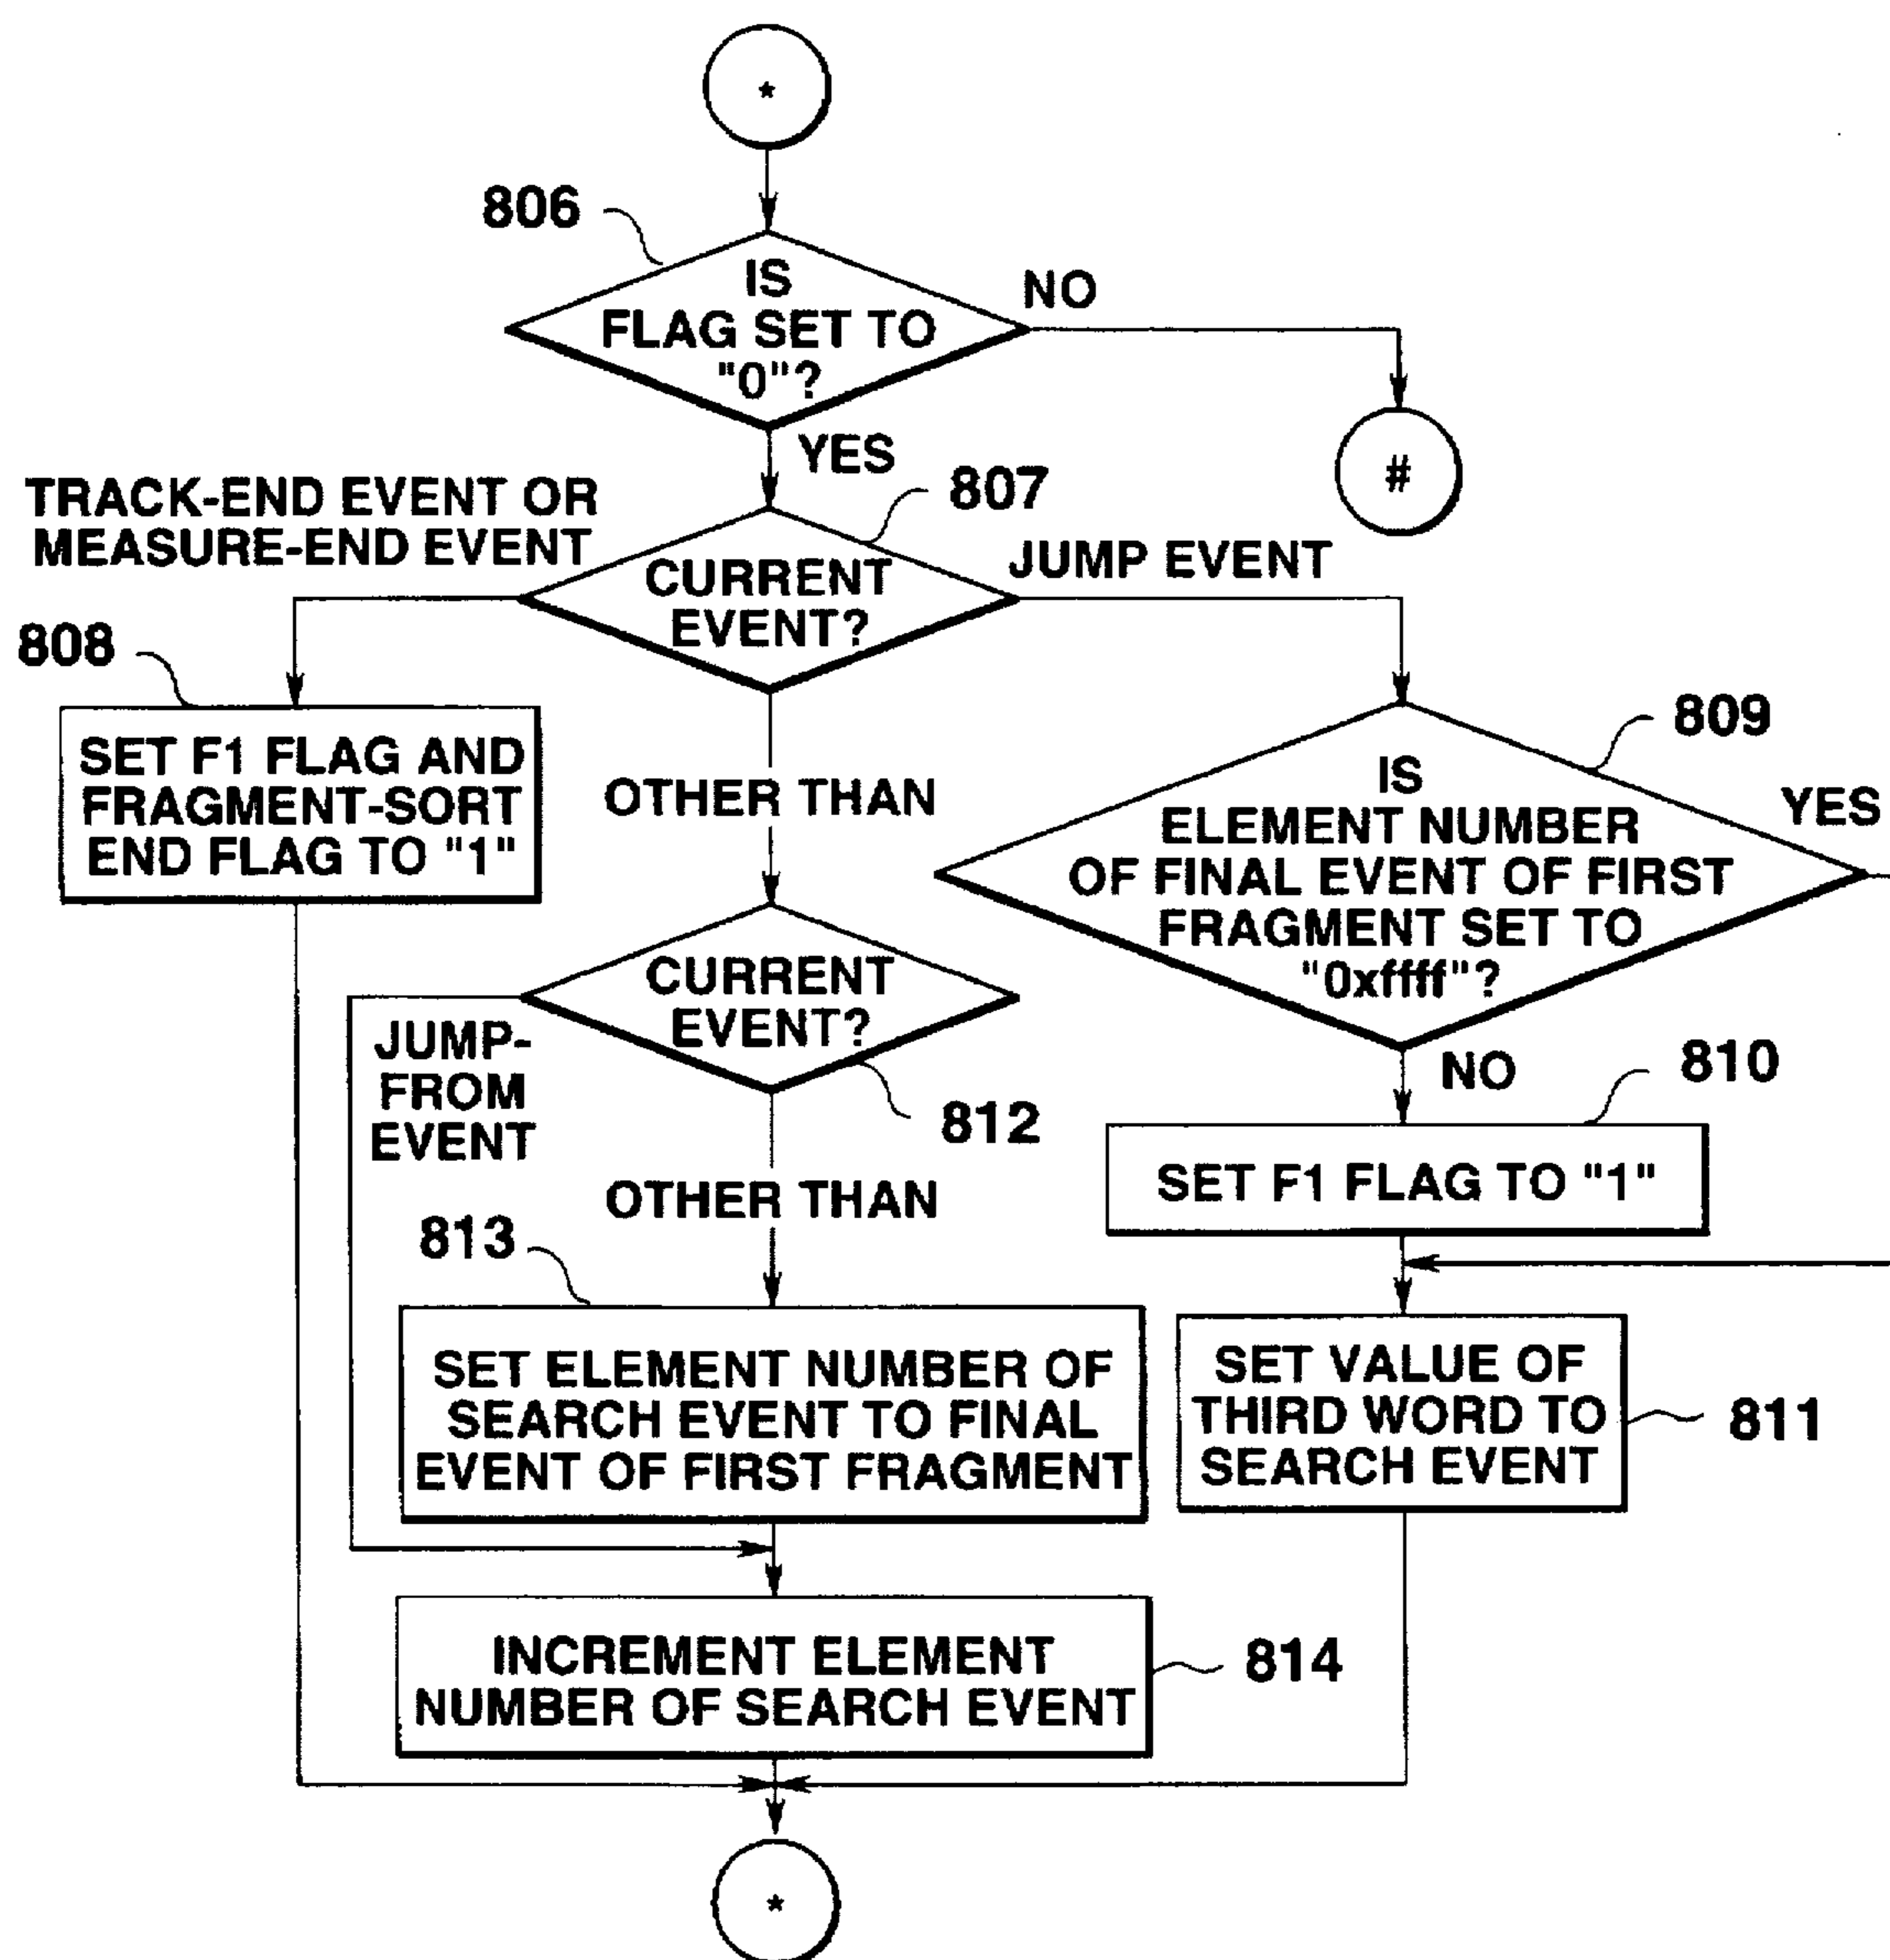 *
806
IS
FLAG SET TO
"0"?
NO
#
YES
TRACK-END EVENT OR
MEASURE-END EVENT
807
CURRENT
EVENT?
JUMP EVENT
808
SET F1 FLAG AND
FRAGMENT-SORT
END FLAG TO "1"
OTHER THAN
809
IS
ELEMENT NUMBER
OF FINAL EVENT OF FIRST
FRAGMENT SET TO
"0xffff"?
YES
CURRENT
EVENT?
JUMP-
FROM
EVENT
812
NO
810
SET F1 FLAG TO "1"
OTHER THAN
813
SET ELEMENT NUMBER OF
SEARCH EVENT TO FINAL
EVENT OF FIRST FRAGMENT
SET VALUE OF
THIRD WORD TO
SEARCH EVENT
811
INCREMENT ELEMENT
NUMBER OF SEARCH EVENT
814
*